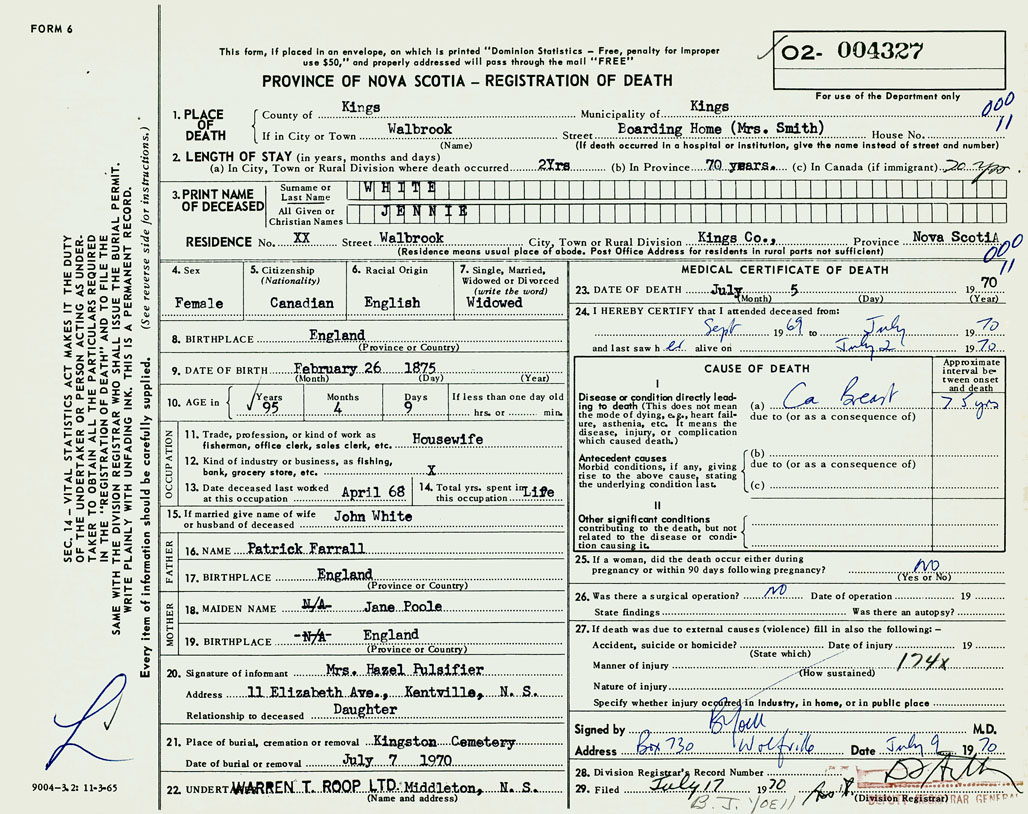 FORM 6
This form, if placed in an envelope, on which is printed "Dominion Statistics – Free, penalty for improper
use $50," and properly addressed will pass through the mail "FREE"
PROVINCE OF NOVA SCOTIA – REGISTRATION OF DEATH
02- 004327
For use of the Department only
000
11
1. PLACE OF DEATH
County of Kings Municipality of Kings
If in City or Town Walbrook Street Boarding Home (Mrs. Smith) House No.
(Name) (If death occurred in a hospital or institution, give the name instead of street and number)
2. LENGTH OF STAY (in years, months and days)
(a) In City, Town or Rural Division where death occurred 2Yrs (b) In Province 70 years. (c) In Canada (if immigrant) 70 yrs
3. PRINT NAME OF DECEASED
Surname or Last Name WHITE
All Given or Christian Names JENNIE
RESIDENCE No. XX Street Walbrook City, Town or Rural Division Kings Co., Province Nova Scotia
(Residence means usual place of abode. Post Office Address for residents in rural parts not sufficient)
000
11
4. Sex
Female
5. Citizenship
(Nationality)
Canadian
6. Racial Origin
English
7. Single, Married,
Widowed or Divorced
(write the word)
Widowed
8. BIRTHPLACE England
(Province or Country)
9. DATE OF BIRTH February 26 1875
(Month) (Day) (Year)
10. AGE in Years 95 Months 4 Days 9 If less than one day old
hrs. or min.
OCCUPATION
11. Trade, profession, or kind of work as
fisherman, office clerk, sales clerk, etc. Housewife
12. Kind of industry or business, as fishing,
bank, grocery store, etc. X
13. Date deceased last worked
at this occupation April 68
14. Total yrs. spent in
this occupation Life
15. If married give name of wife
or husband of deceased John White
FATHER
16. NAME Patrick Farrall
17. BIRTHPLACE England
(Province or Country)
MOTHER
18. MAIDEN NAME N/A Jane Poole
19. BIRTHPLACE -N/A- England
(Province or Country)
20. Signature of informant Mrs. Hazel Pulsifier
Address 11 Elizabeth Ave., Kentville, N. S.
Relationship to deceased Daughter
21. Place of burial, cremation or removal Kingston Cemetery
Date of burial or removal July 7 1970
22. UNDERTA WARREN T. ROOP LTD. Middleton, N. S.
(Name and address)
MEDICAL CERTIFICATE OF DEATH
23. DATE OF DEATH July 5 1970
(Month) (Day) (Year)
24. I HEREBY CERTIFY that I attended deceased from:
Sept 1969 to July 1970
and last saw her alive on July 2 1970
CAUSE OF DEATH
Approximate
interval be-
tween onset
and death
I
Disease or condition directly lead-
ing to death (This does not mean
the mode of dying, e.g., heart fail-
ure, asthenia, etc. It means the
disease, injury, or complication
which caused death.)
(a) Ca Breast
> 5 yrs
due to (or as a consequence of)
Antecedent causes
Morbid conditions, if any, giving
rise to the above cause, stating
the underlying condition last.
(b)
due to (or as a consequence of)
(c)
II
Other significant conditions
contributing to the death, but not
related to the disease or condi-
tion causing it.
25. If a woman, did the death occur either during
pregnancy or within 90 days following pregnancy? NO
(Yes or No)
26. Was there a surgical operation? NO Date of operation 19
State findings Was there an autopsy?
27. If death was due to external causes (violence) fill in also the following: –
Accident, suicide or homicide? Date of injury 19
(State which)
Manner of injury 174x
(How sustained)
Nature of injury
Specify whether injury occurred in industry, in home, or in public place
Signed by B Yoell M.D.
Address Box 730 Wolfville Date July 9 1970
28. Division Registrar's Record Number
29. Filed July 17 1970
(Division Registrar)
DEPUTY REGISTRAR GENERAL
B. J. YOELL
SEC. 14 – VITAL STATISTICS ACT MAKES IT THE DUTY
OF THE UNDERTAKER OR PERSON ACTING AS UNDER-
TAKER TO OBTAIN ALL THE PARTICULARS REQUIRED
IN THE "REGISTRATION OF DEATH" AND TO FILE THE
SAME WITH THE DIVISION REGISTRAR WHO SHALL ISSUE THE BURIAL PERMIT.
WRITE PLAINLY WITH UNFADING INK. THIS IS A PERMANENT RECORD.
Every item of information should be carefully supplied. (See reverse side for instructions.)
9004-3.2: 11-3-65